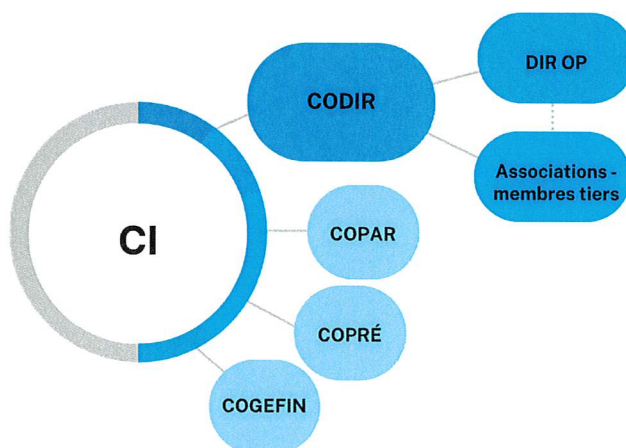 CI
CODIR
DIR OP
Associations -
membres tiers
COPAR
COPRÉ
COGEFIN